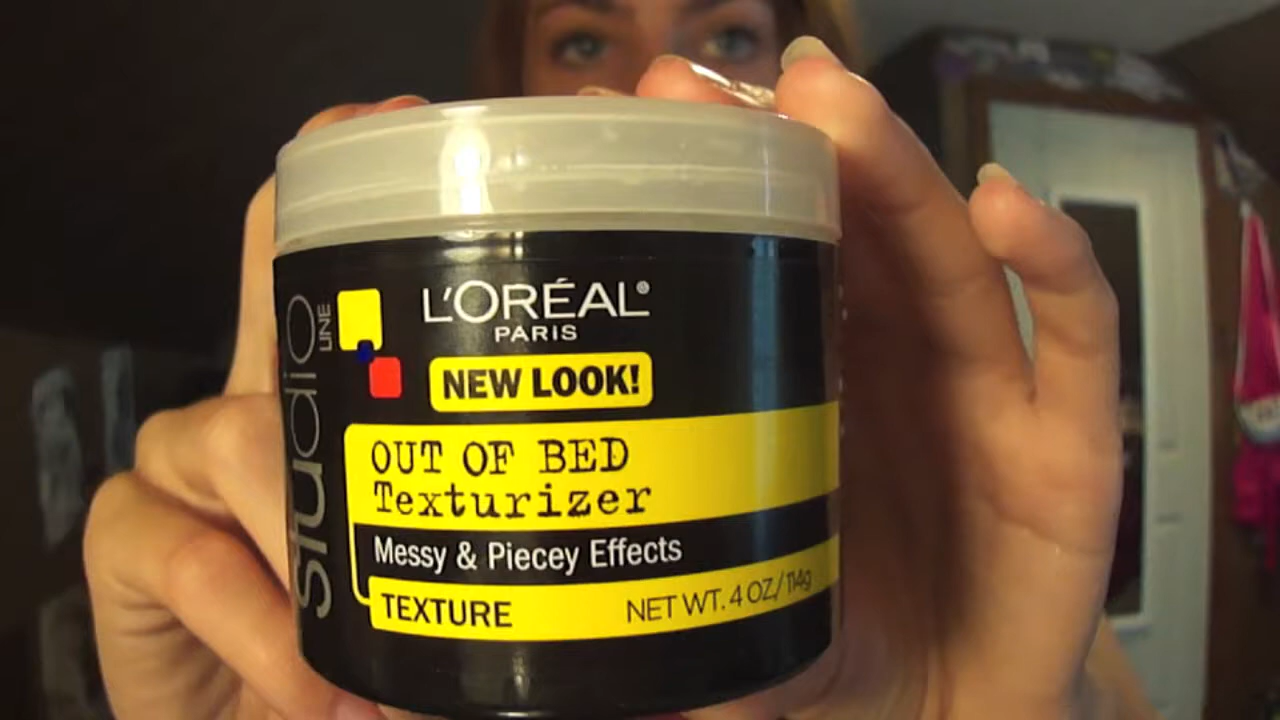 studio
LINE
L'ORÉAL®
PARIS
NEW LOOK!
OUT OF BED
Texturizer
Messy & Piecey Effects
TEXTURE
NET WT. 4 OZ/114g